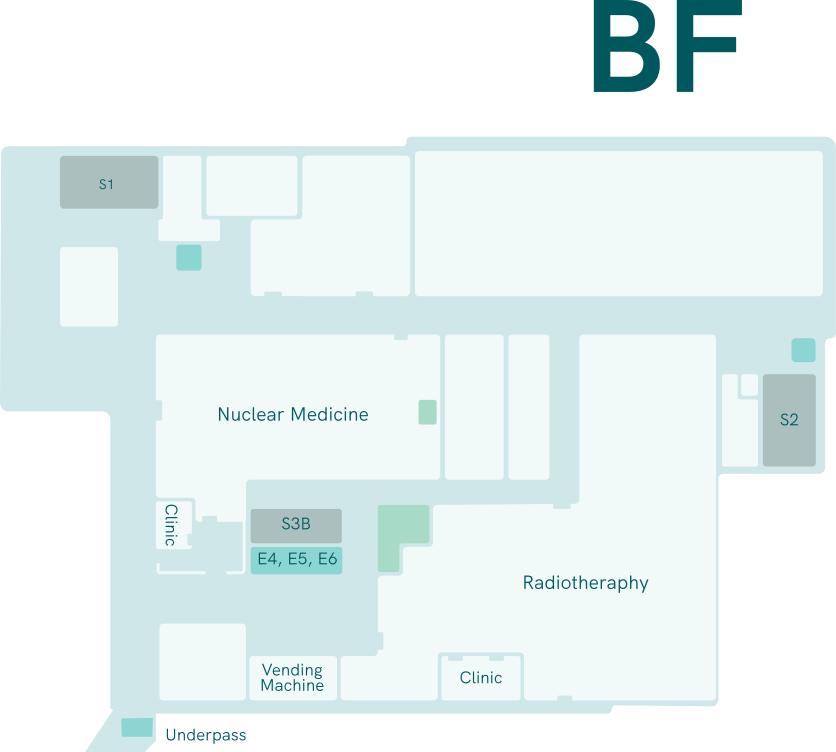 BF
S1
Nuclear Medicine
S2
Clinic
S3B
E4, E5, E6
Radiotheraphy
Vending
Machine
Clinic
Underpass